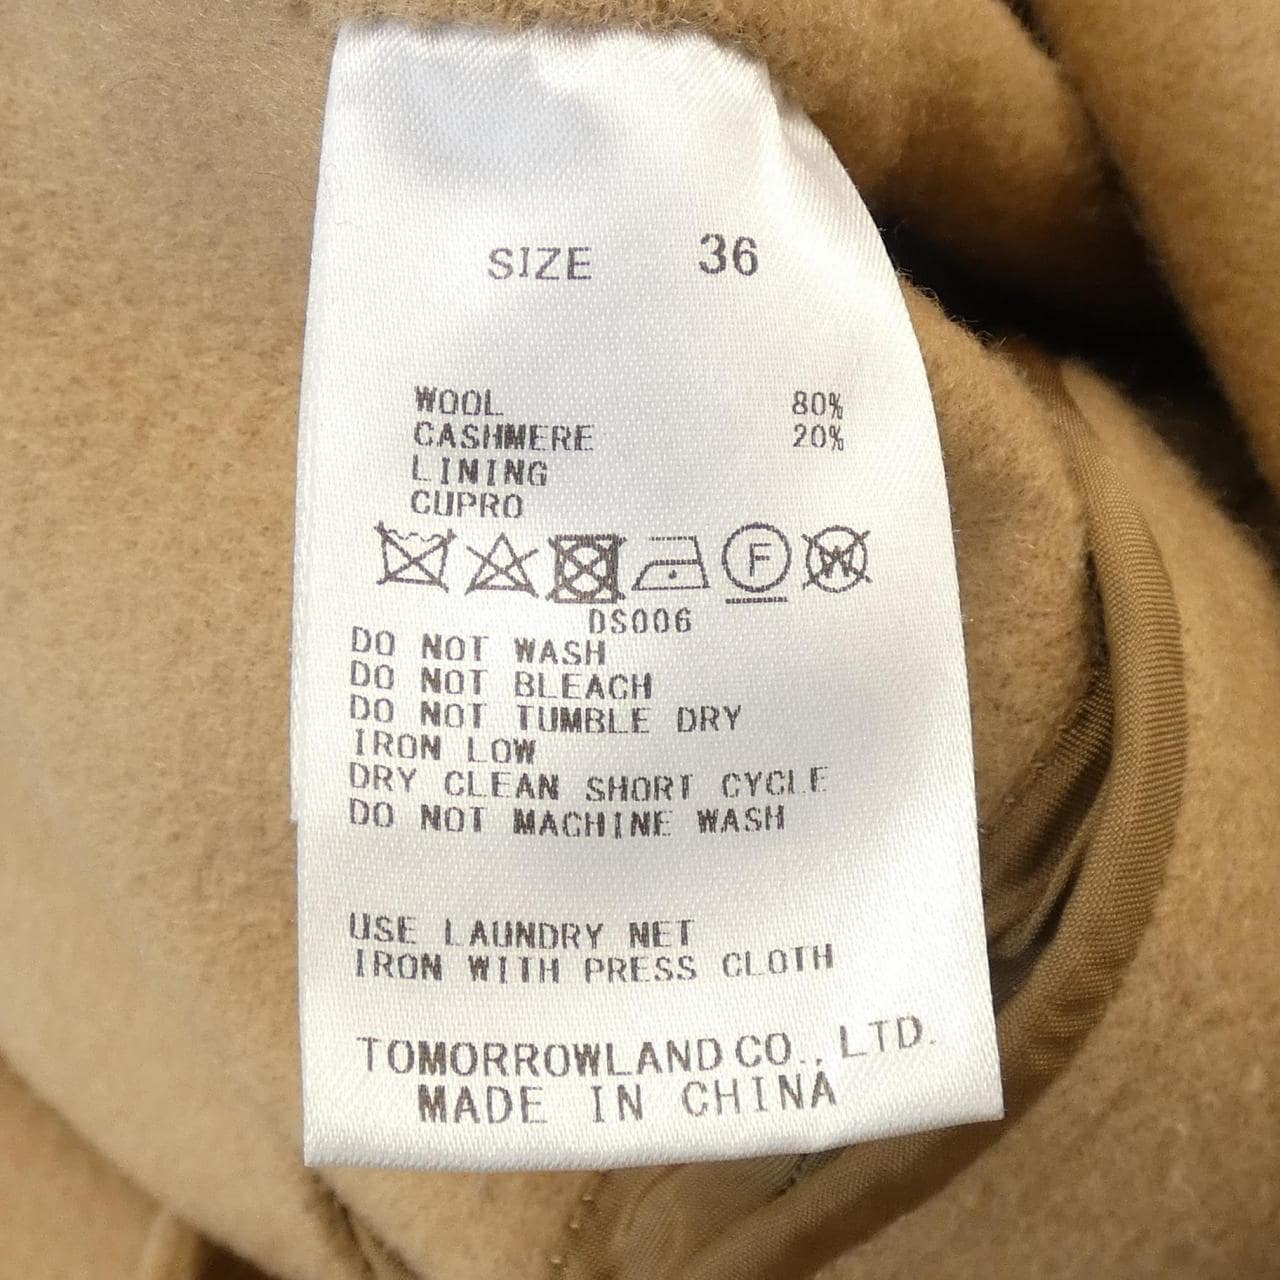 SIZE 36
WOOL 80%
CASHMERE 20%
LINING
CUPRO
F W
DS006
DO NOT WASH
DO NOT BLEACH
DO NOT TUMBLE DRY
IRON LOW
DRY CLEAN SHORT CYCLE
DO NOT MACHINE WASH
USE LAUNDRY NET
IRON WITH PRESS CLOTH
TOMORROWLAND CO., LTD.
MADE IN CHINA